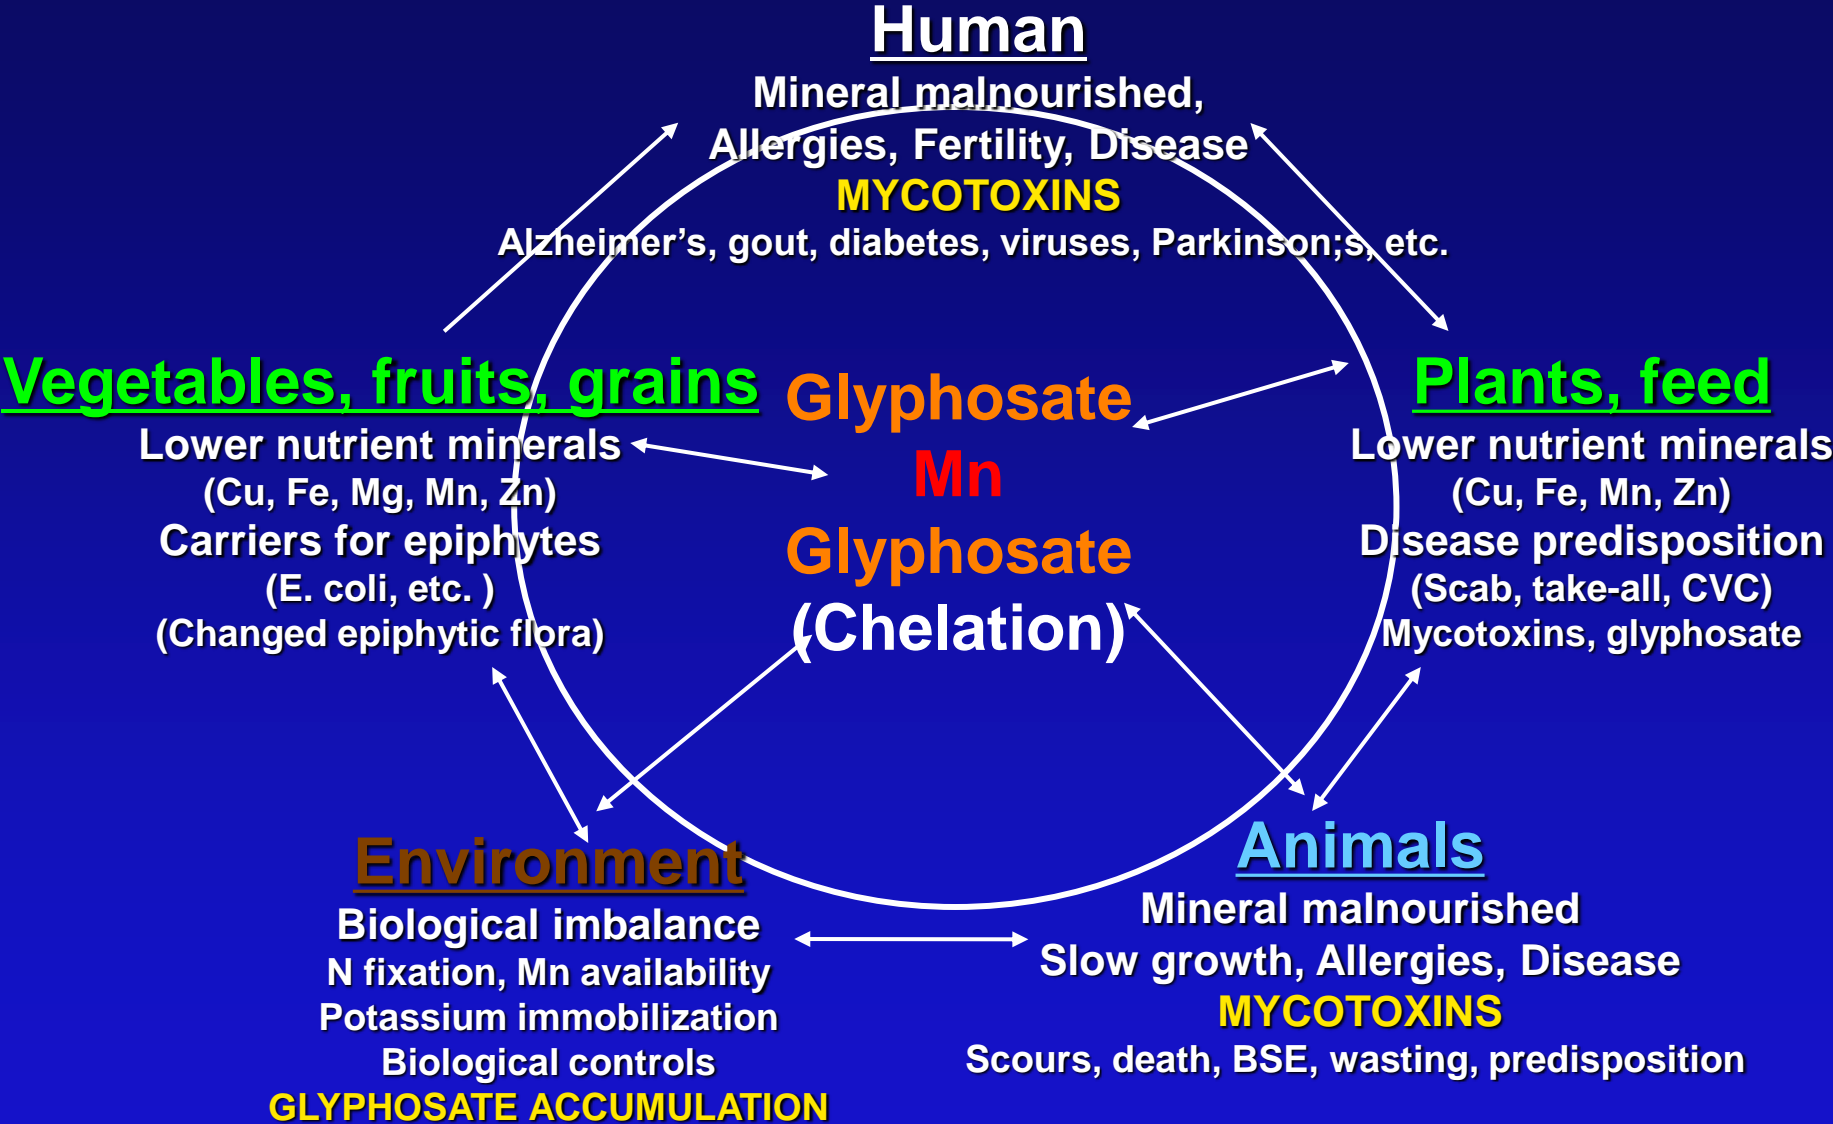 Human
Mineral malnourished,
Allergies, Fertility, Disease
MYCOTOXINS
Alzheimer's, gout, diabetes, viruses, Parkinson;s, etc.
Vegetables, fruits, grains
Lower nutrient minerals
(Cu, Fe, Mg, Mn, Zn)
Carriers for epiphytes
(E. coli, etc. )
(Changed epiphytic flora)
Glyphosate
Mn
Glyphosate
(Chelation)
Plants, feed
Lower nutrient minerals
(Cu, Fe, Mn, Zn)
Disease predisposition
(Scab, take-all, CVC)
Mycotoxins, glyphosate
Environment
Biological imbalance
N fixation, Mn availability
Potassium immobilization
Biological controls
GLYPHOSATE ACCUMULATION
Animals
Mineral malnourished
Slow growth, Allergies, Disease
MYCOTOXINS
Scours, death, BSE, wasting, predisposition